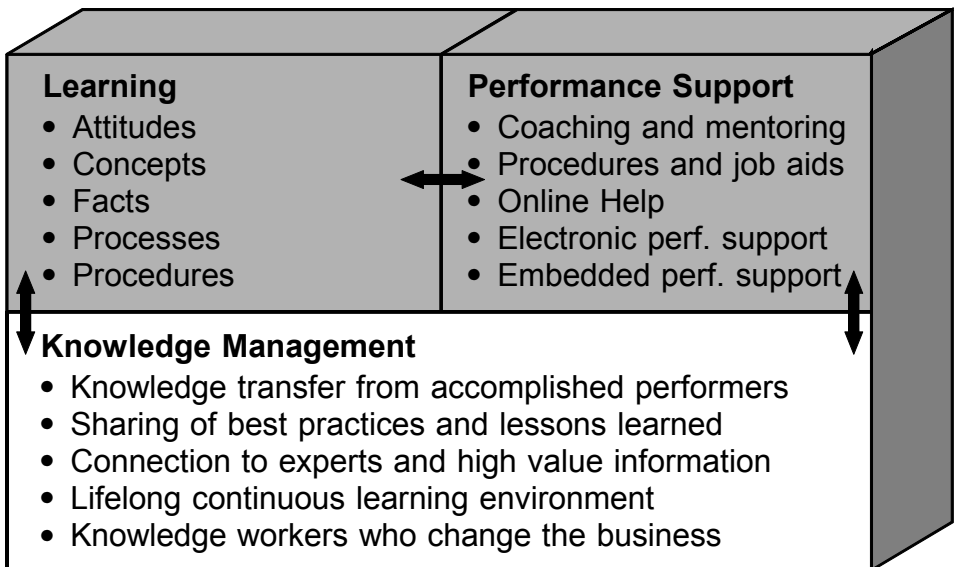 Learning
• Attitudes
• Concepts
• Facts
• Processes
• Procedures
Performance Support
• Coaching and mentoring
• Procedures and job aids
• Online Help
• Electronic perf. support
• Embedded perf. support
Knowledge Management
• Knowledge transfer from accomplished performers
• Sharing of best practices and lessons learned
• Connection to experts and high value information
• Lifelong continuous learning environment
• Knowledge workers who change the business